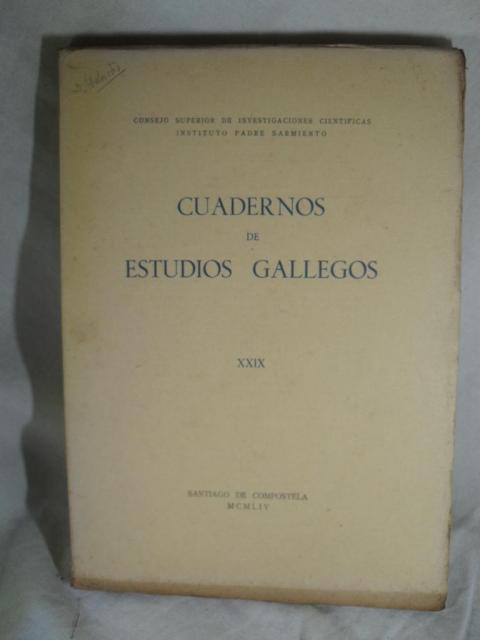 CONSEJO SUPERIOR DE INVESTIGACIONES CIENTIFICAS
INSTITUTO PADRE SARMIENTO
CUADERNOS
DE
ESTUDIOS GALLEGOS
XXIX
SANTIAGO DE COMPOSTELA
MCMLIV